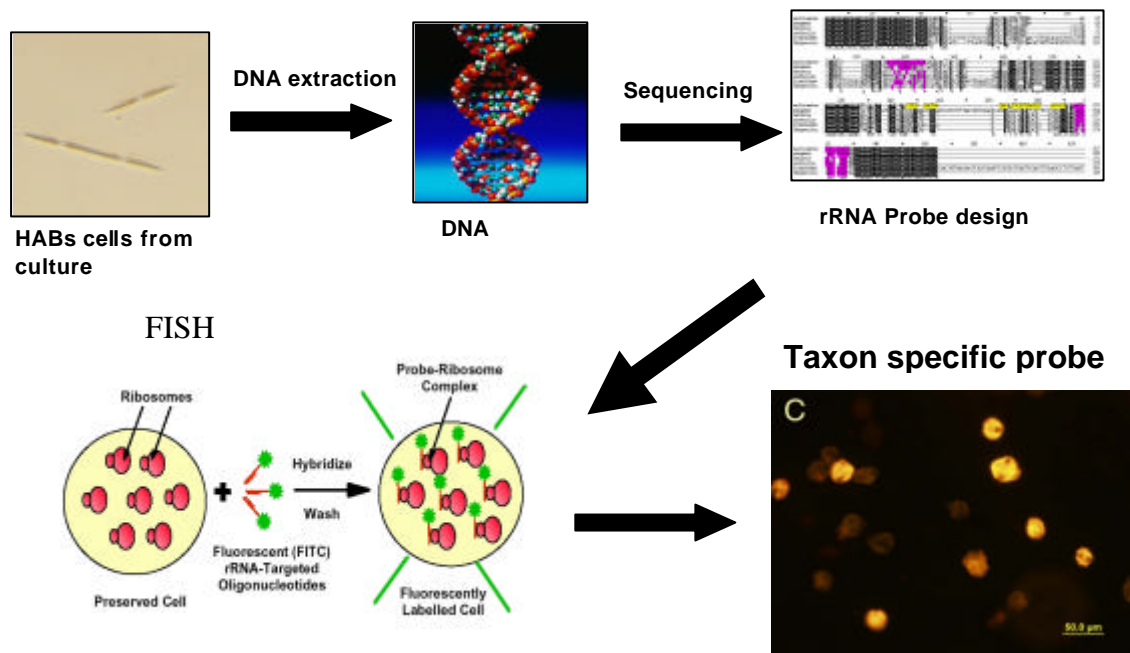 DNA extraction
Sequencing
HABs cells from
culture
DNA
rRNA Probe design
FISH
Taxon specific probe
Ribosomes
Probe-Ribosome
Complex
Hybridize
Wash
Fluorescent (FITC)
rRNA-Targeted
Oligonucleotides
Preserved Cell
Fluorescently
Labelled Cell
C
50.0 µm